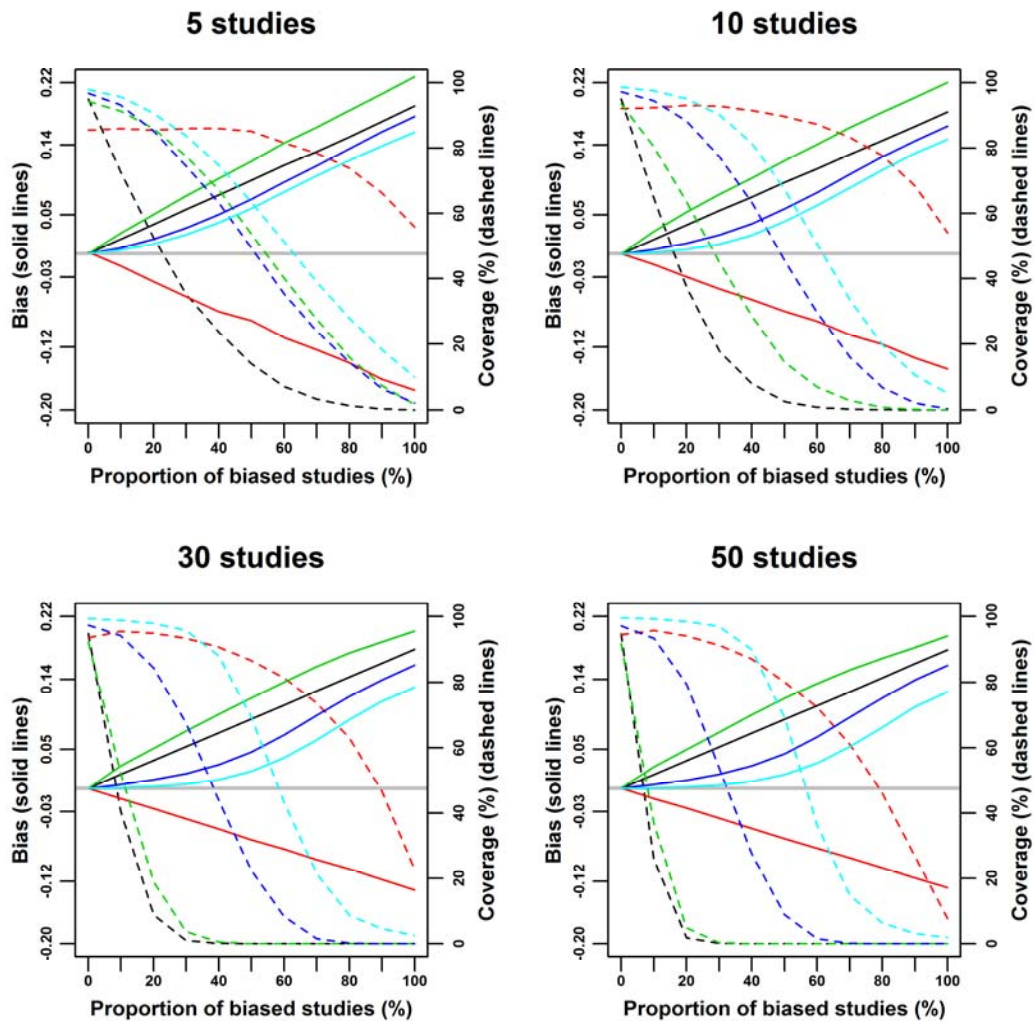 5 studies
Bias (solid lines)
0.22
0.14
0.05
-0.03
-0.12
-0.20
100
80
60
40
20
0
Coverage (%) (dashed lines)
0 20 40 60 80 100
Proportion of biased studies (%)
10 studies
Bias (solid lines)
0.22
0.14
0.05
-0.03
-0.12
-0.20
100
80
60
40
20
0
Coverage (%) (dashed lines)
0 20 40 60 80 100
Proportion of biased studies (%)
30 studies
Bias (solid lines)
0.22
0.14
0.05
-0.03
-0.12
-0.20
100
80
60
40
20
0
Coverage (%) (dashed lines)
0 20 40 60 80 100
Proportion of biased studies (%)
50 studies
Bias (solid lines)
0.22
0.14
0.05
-0.03
-0.12
-0.20
100
80
60
40
20
0
Coverage (%) (dashed lines)
0 20 40 60 80 100
Proportion of biased studies (%)